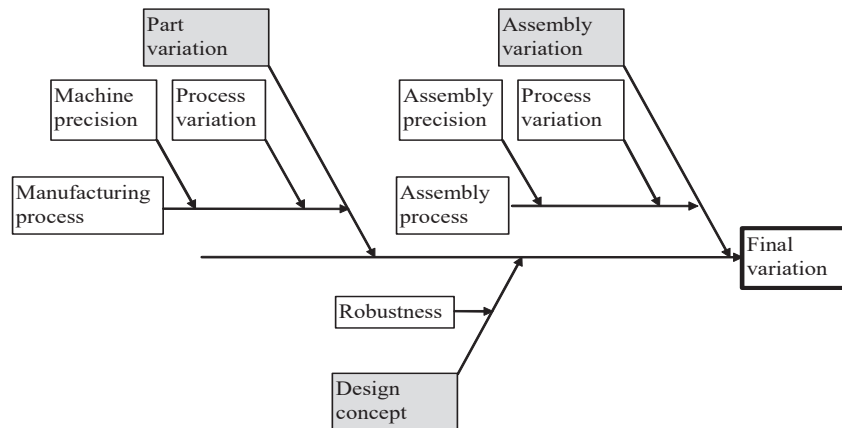 Part
variation
Assembly
variation
Machine
precision
Process
variation
Assembly
precision
Process
variation
Manufacturing
process
Assembly
process
Final
variation
Robustness
Design
concept